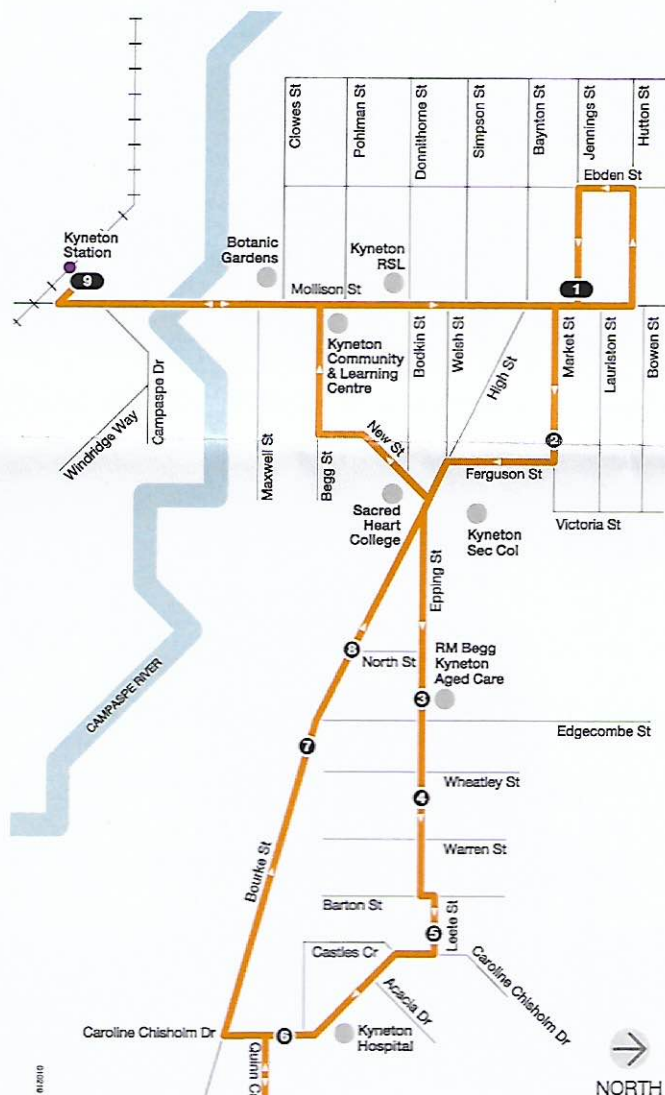 Clowes St
Pohlman St
Donnithorne St
Simpson St
Baynton St
Jennings St
Hutton St
Ebden St
Kyneton
Station
9
Botanic
Gardens
Kyneton
RSL
Mollison St
1
Kyneton
Community
& Learning
Centre
Bodkin St
Welsh St
High St
Market St
Lauriston St
Bowen St
Windridge Way
Campaspe Dr
Maxwell St
Begg St
New St
2
Ferguson St
Sacred
Heart
College
Kyneton
Sec Col
Victoria St
Epping St
8
North St
RM Begg
Kyneton
Aged Care
3
CAMPASPE RIVER
Edgecombe St
7
Wheatley St
4
Bourke St
Warren St
Barton St
Leete St
5
Castles Cr
Acacia Dr
Caroline Chisholm Dr
Caroline Chisholm Dr
6
Kyneton
Hospital
Quinn C
010219
NORTH